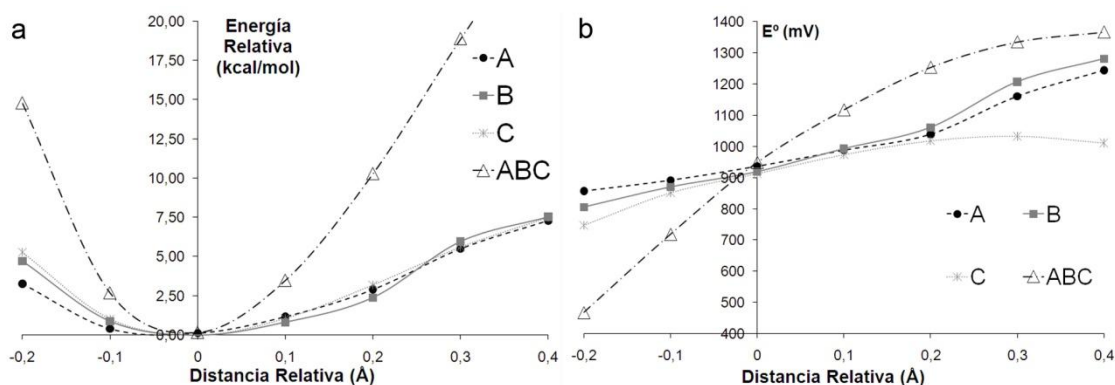 a
Energía
Relativa
(kcal/mol)
20,00
17,50
15,00
12,50
10,00
7,50
5,00
2,50
0,00
A
B
C
ABC
-0,2
-0,1
0
0,1
0,2
0,3
0,4
Distancia Relativa (Å)
b
Eº (mV)
1400
1300
1200
1100
1000
900
800
700
600
500
400
A
B
C
ABC
-0,2
-0,1
0
0,1
0,2
0,3
0,4
Distancia Relativa (Å)